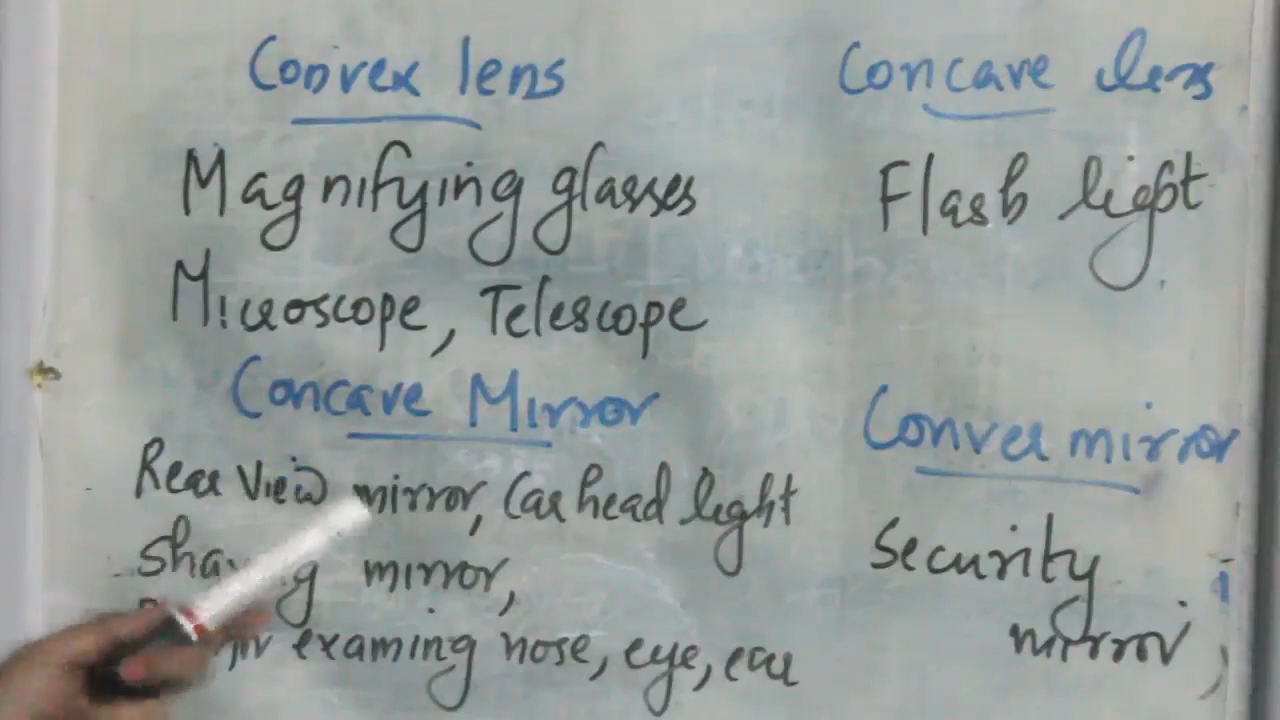 Convex lens
Concave lens
Magnifying glasses
Flash light
Microscope, Telescope
Concave Mirror
Convex mirror
Rear View mirror, Car head light
Security
mirror,
mirror
examing nose, eye, ear